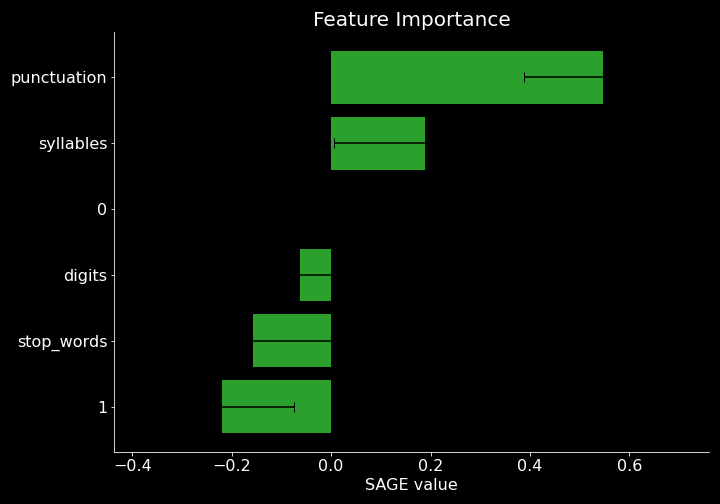 Feature Importance
punctuation
syllables
0
digits
stop_words
1
−0.4 −0.2 0.0 0.2 0.4 0.6
SAGE value